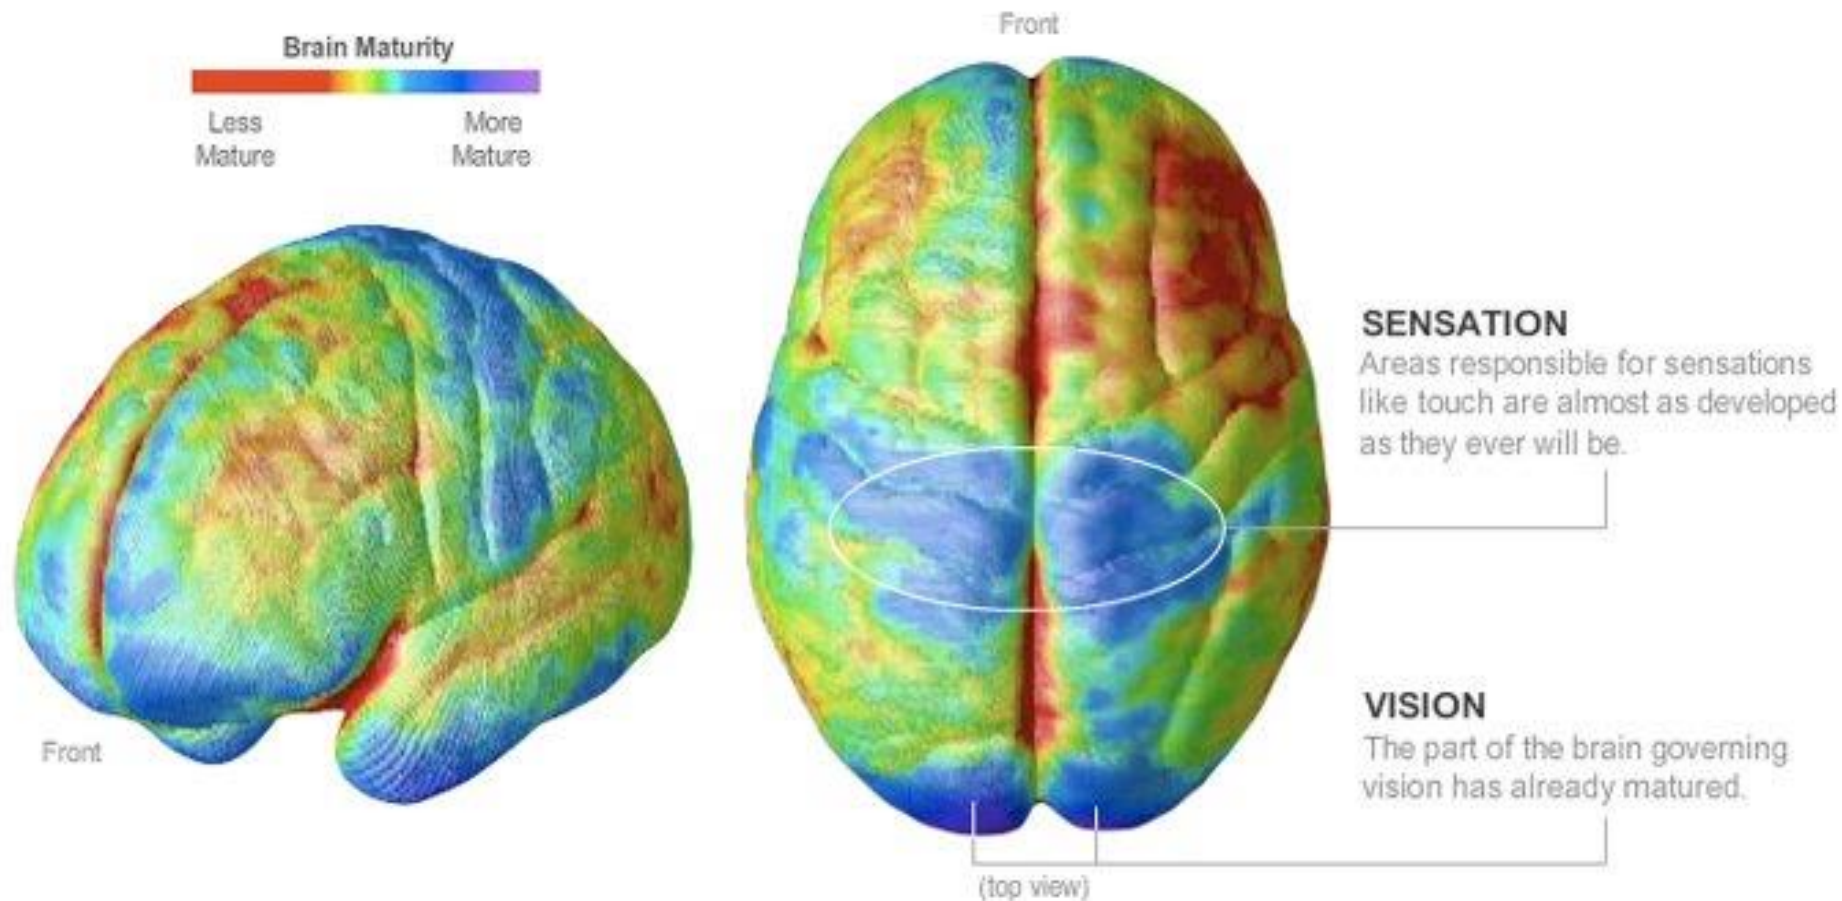 Brain Maturity
Less
Mature
More
Mature
Front
Front
SENSATION
Areas responsible for sensations
like touch are almost as developed
as they ever will be.
VISION
The part of the brain governing
vision has already matured.
(top view)